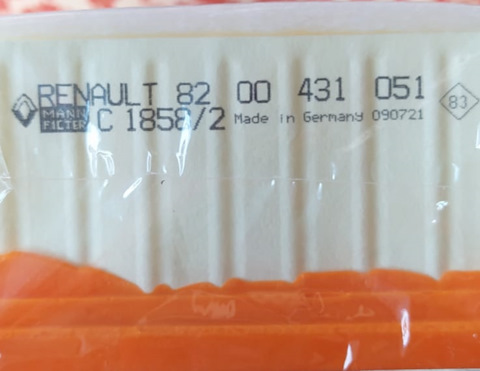 RENAULT 82 00 431 051
83
MANN FILTER C 1858/2 Made in Germany 090721